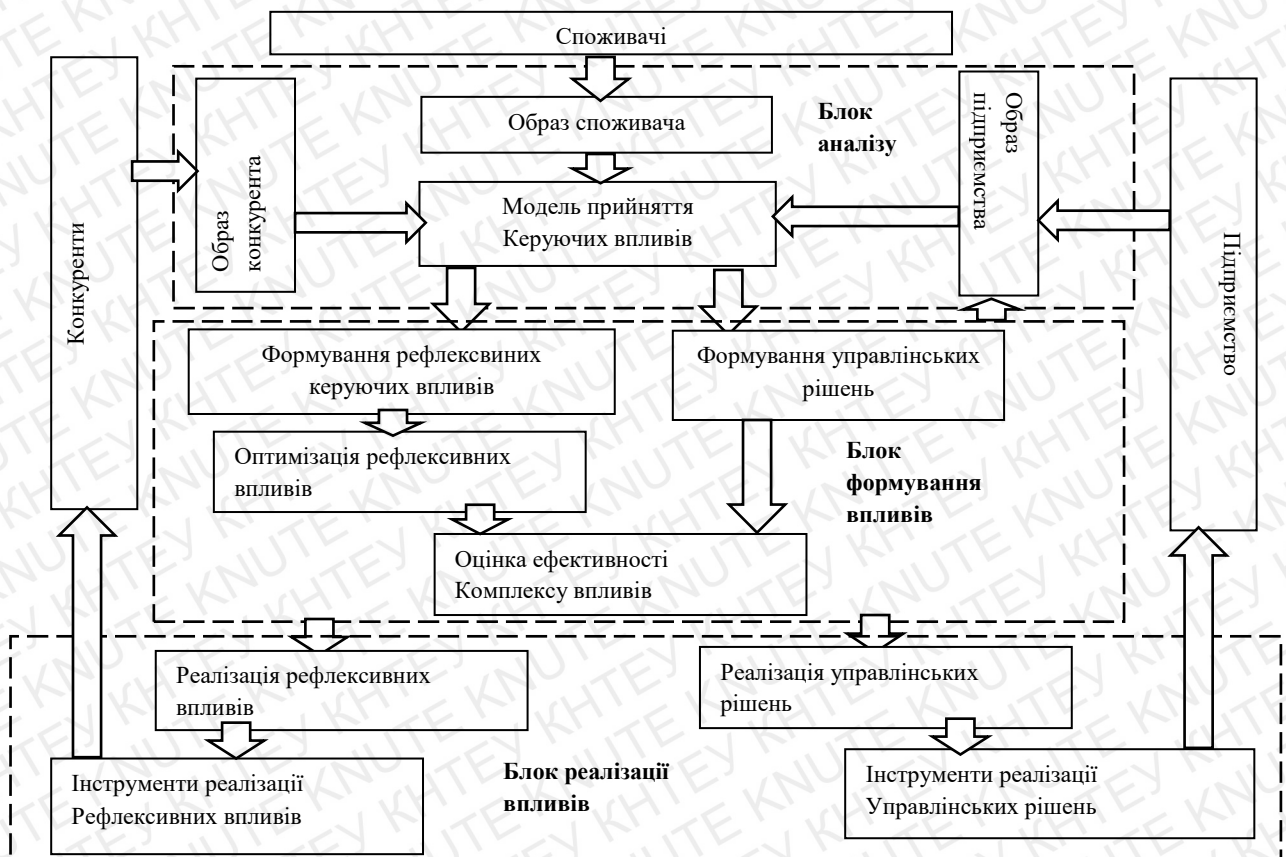 Споживачі
Конкуренти
Образ
конкурента
Образ споживача
Блок
аналізу
Образ
підприємства
Підприємство
Модель прийняття
Керуючих впливів
Формування рефлексвиних
керуючих впливів
Формування управлінських
рішень
Оптимізація рефлексивних
впливів
Блок
формування
впливів
Оцінка ефективності
Комплексу впливів
Реалізація рефлексивних
впливів
Реалізація управлінських
рішень
Інструменти реалізації
Рефлексивних впливів
Блок реалізації
впливів
Інструменти реалізації
Управлінських рішень